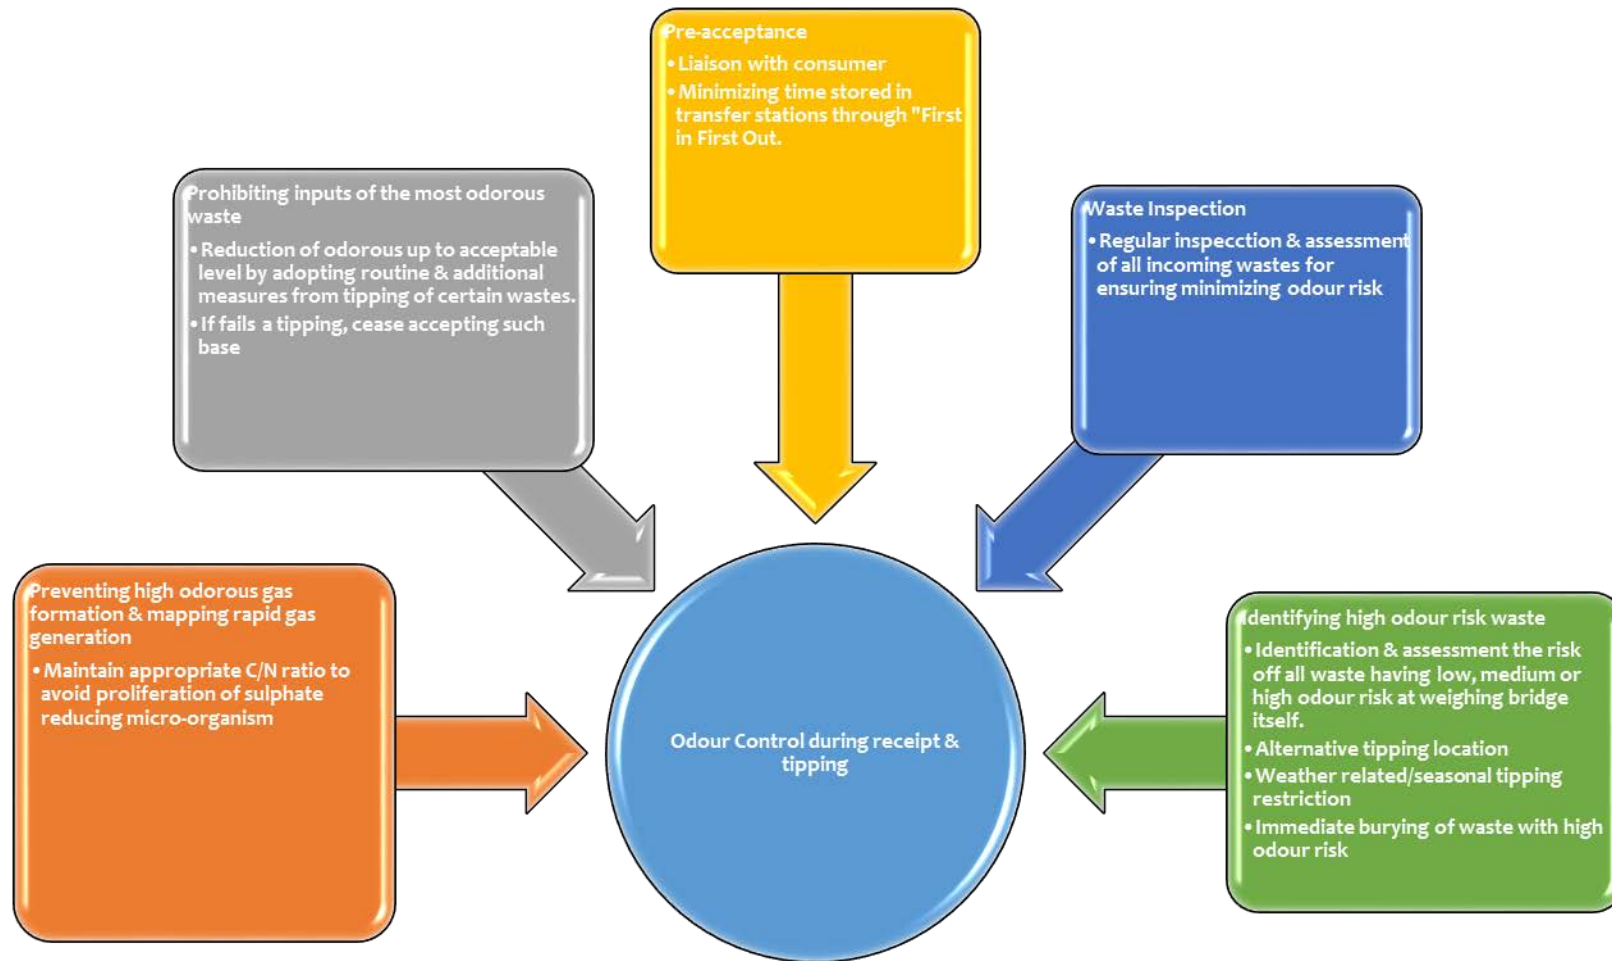 Pre-acceptance
•Liaison with consumer
•Minimizing time stored in
transfer stations through "First
in First Out.
Prohibiting inputs of the most odorous
waste
•Reduction of odorous up to acceptable
level by adopting routine & additional
measures from tipping of certain wastes.
•If fails a tipping, cease accepting such
base
Waste Inspection
•Regular inspecction & assessment
of all incoming wastes for
ensuring minimizing odour risk
Preventing high odorous gas
formation & mapping rapid gas
generation
•Maintain appropriate C/N ratio to
avoid proliferation of sulphate
reducing micro-organism
Identifying high odour risk waste
•Identification & assessment the risk
off all waste having low, medium or
high odour risk at weighing bridge
itself.
•Alternative tipping location
•Weather related/seasonal tipping
restriction
•Immediate burying of waste with high
odour risk
Odour Control during receipt &
tipping